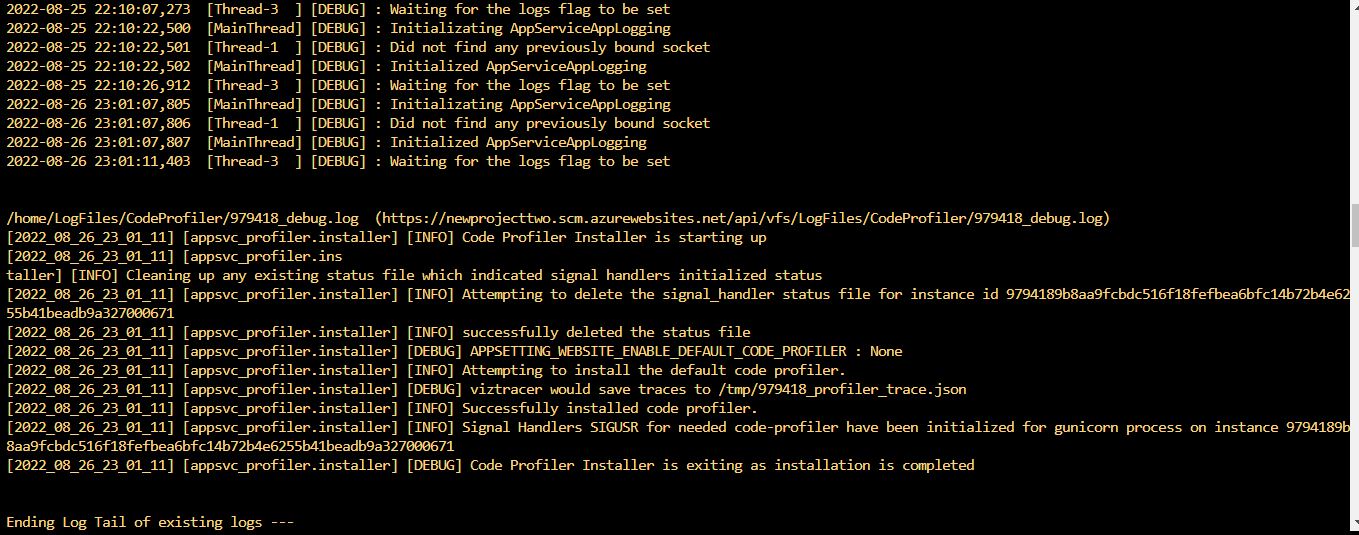 2022-08-25 22:10:07,273  [Thread-3  ] [DEBUG] : Waiting for the logs flag to be set
2022-08-25 22:10:22,500  [MainThread] [DEBUG] : Initializating AppServiceAppLogging
2022-08-25 22:10:22,501  [Thread-1  ] [DEBUG] : Did not find any previously bound socket
2022-08-25 22:10:22,502  [MainThread] [DEBUG] : Initialized AppServiceAppLogging
2022-08-25 22:10:26,912  [Thread-3  ] [DEBUG] : Waiting for the logs flag to be set
2022-08-26 23:01:07,805  [MainThread] [DEBUG] : Initializating AppServiceAppLogging
2022-08-26 23:01:07,806  [Thread-1  ] [DEBUG] : Did not find any previously bound socket
2022-08-26 23:01:07,807  [MainThread] [DEBUG] : Initialized AppServiceAppLogging
2022-08-26 23:01:11,403  [Thread-3  ] [DEBUG] : Waiting for the logs flag to be set
/home/LogFiles/CodeProfiler/979418_debug.log  (https://newprojecttwo.scm.azurewebsites.net/api/vfs/LogFiles/CodeProfiler/979418_debug.log)
[2022_08_26_23_01_11] [appsvc_profiler.installer] [INFO] Code Profiler Installer is starting up
[2022_08_26_23_01_11] [appsvc_profiler.ins
taller] [INFO] Cleaning up any existing status file which indicated signal handlers initialized status
[2022_08_26_23_01_11] [appsvc_profiler.installer] [INFO] Attempting to delete the signal_handler status file for instance id 9794189b8aa9fcbdc516f18fefbea6bfc14b72b4e62
55b41beadb9a327000671
[2022_08_26_23_01_11] [appsvc_profiler.installer] [INFO] successfully deleted the status file
[2022_08_26_23_01_11] [appsvc_profiler.installer] [DEBUG] APPSETTING_WEBSITE_ENABLE_DEFAULT_CODE_PROFILER : None
[2022_08_26_23_01_11] [appsvc_profiler.installer] [INFO] Attempting to install the default code profiler.
[2022_08_26_23_01_11] [appsvc_profiler.installer] [DEBUG] viztracer would save traces to /tmp/979418_profiler_trace.json
[2022_08_26_23_01_11] [appsvc_profiler.installer] [INFO] Successfully installed code profiler.
[2022_08_26_23_01_11] [appsvc_profiler.installer] [INFO] Signal Handlers SIGUSR for needed code-profiler have been initialized for gunicorn process on instance 9794189b
8aa9fcbdc516f18fefbea6bfc14b72b4e6255b41beadb9a327000671
[2022_08_26_23_01_11] [appsvc_profiler.installer] [DEBUG] Code Profiler Installer is exiting as installation is completed
Ending Log Tail of existing logs ---